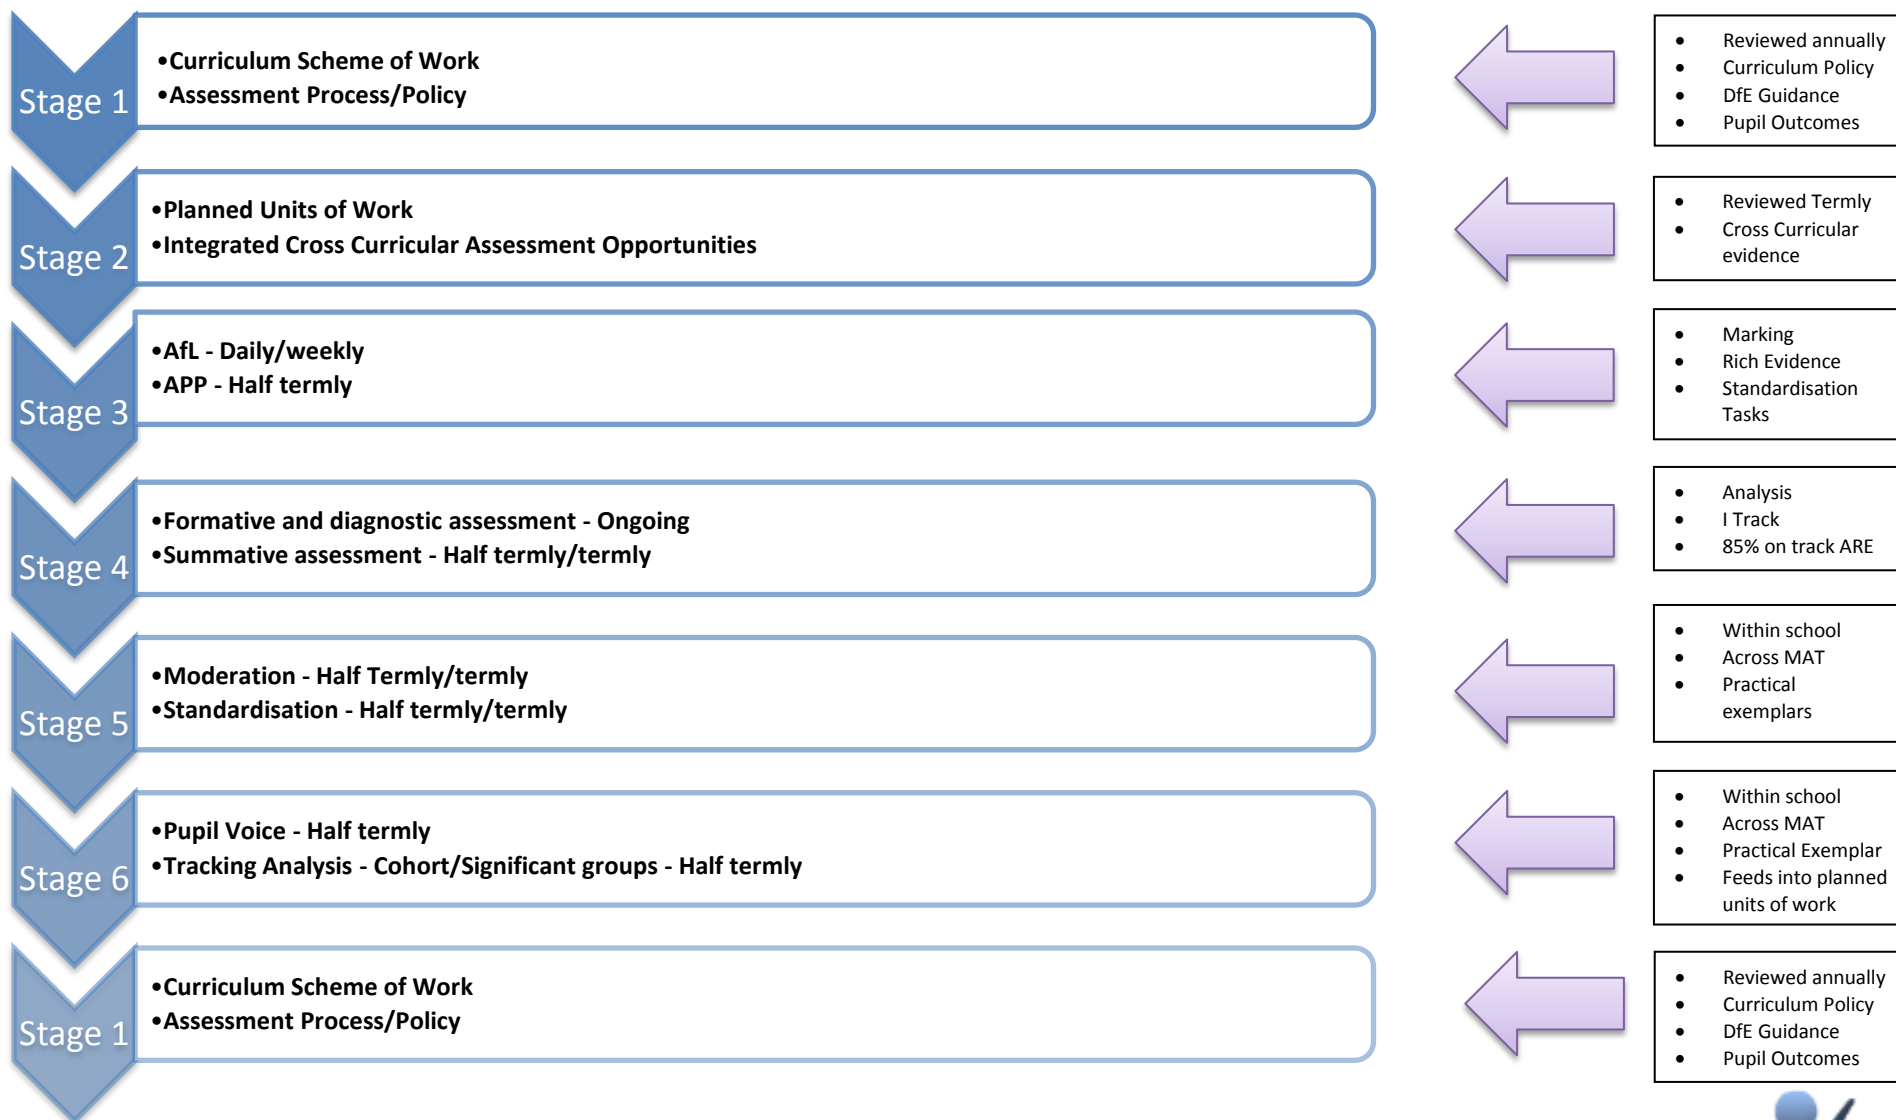 Stage 1
•Curriculum Scheme of Work
•Assessment Process/Policy
• Reviewed annually
• Curriculum Policy
• DfE Guidance
• Pupil Outcomes
Stage 2
•Planned Units of Work
•Integrated Cross Curricular Assessment Opportunities
• Reviewed Termly
• Cross Curricular
evidence
Stage 3
•AfL - Daily/weekly
•APP - Half termly
• Marking
• Rich Evidence
• Standardisation
Tasks
Stage 4
•Formative and diagnostic assessment - Ongoing
•Summative assessment - Half termly/termly
• Analysis
• I Track
• 85% on track ARE
Stage 5
•Moderation - Half Termly/termly
•Standardisation - Half termly/termly
• Within school
• Across MAT
• Practical
exemplars
Stage 6
•Pupil Voice - Half termly
•Tracking Analysis - Cohort/Significant groups - Half termly
• Within school
• Across MAT
• Practical Exemplar
• Feeds into planned
units of work
Stage 1
•Curriculum Scheme of Work
•Assessment Process/Policy
• Reviewed annually
• Curriculum Policy
• DfE Guidance
• Pupil Outcomes